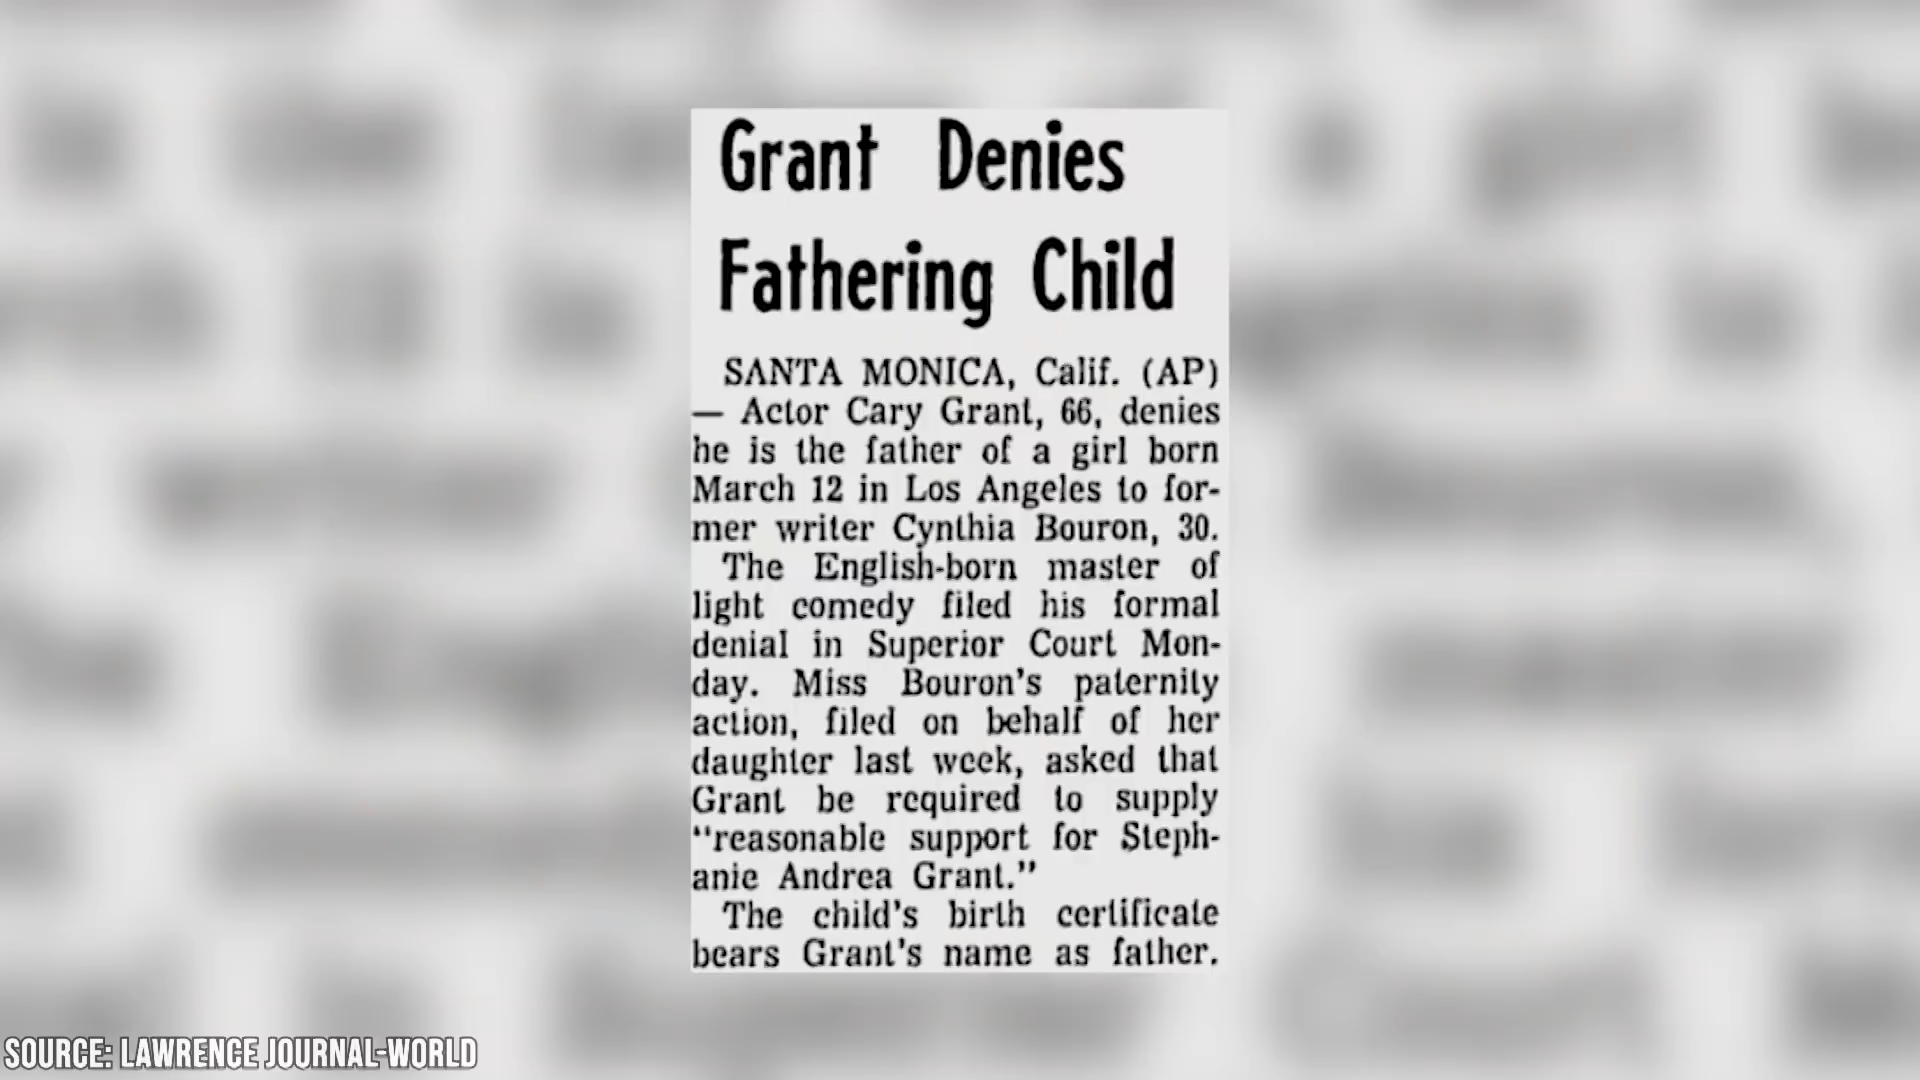 Grant Denies
Fathering Child
SANTA MONICA, Calif. (AP)
— Actor Cary Grant, 66, denies
he is the father of a girl born
March 12 in Los Angeles to for-
mer writer Cynthia Bouron, 30.
The English-born master of
light comedy filed his formal
denial in Superior Court Mon-
day. Miss Bouron's paternity
action, filed on behalf of her
daughter last week, asked that
Grant be required to supply
"reasonable support for Steph-
anie Andrea Grant."
The child's birth certificate
bears Grant's name as father.
SOURCE: LAWRENCE JOURNAL-WORLD